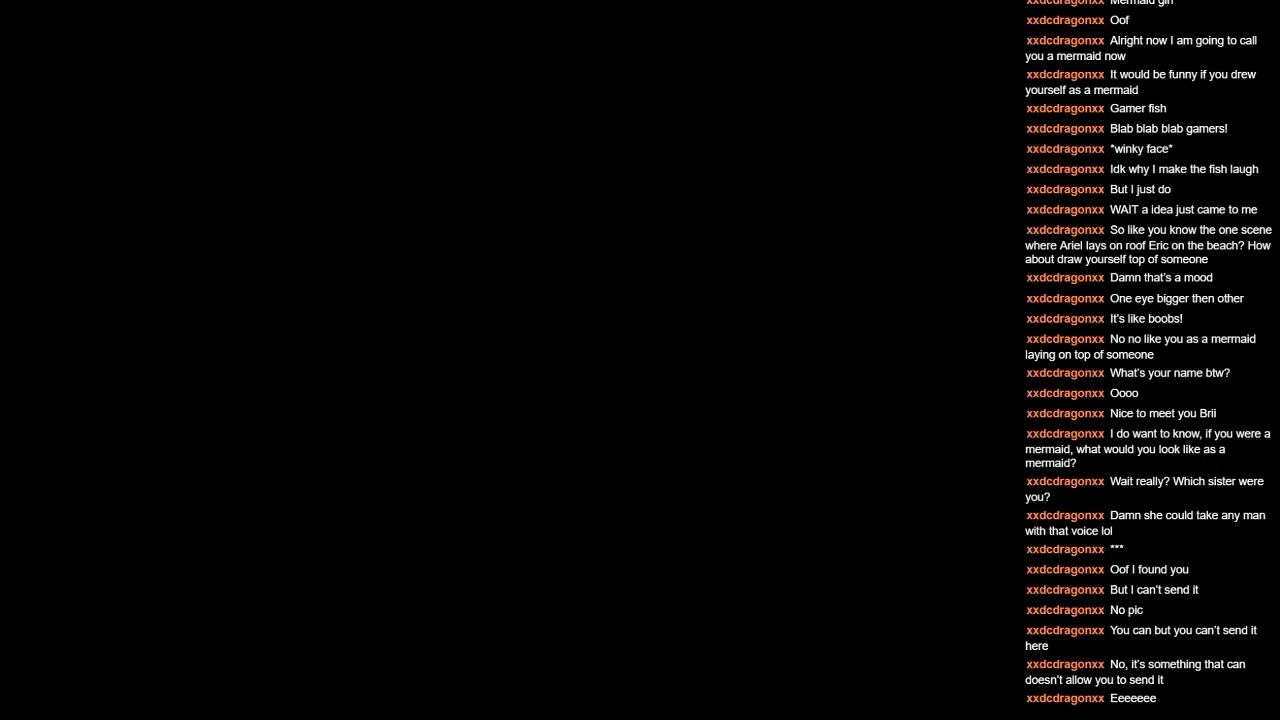 xxdcdragonxx Mermaid girl
xxdcdragonxx Oof
xxdcdragonxx Alright now I am going to call
you a mermaid now
xxdcdragonxx It would be funny if you drew
yourself as a mermaid
xxdcdragonxx Gamer fish
xxdcdragonxx Blab blab blab gamers!
xxdcdragonxx *winky face*
xxdcdragonxx Idk why I make the fish laugh
xxdcdragonxx But I just do
xxdcdragonxx WAIT a idea just came to me
xxdcdragonxx So like you know the one scene
where Ariel lays on roof Eric on the beach? How
about draw yourself top of someone
xxdcdragonxx Damn that's a mood
xxdcdragonxx One eye bigger then other
xxdcdragonxx It's like boobs!
xxdcdragonxx No no like you as a mermaid
laying on top of someone
xxdcdragonxx What's your name btw?
xxdcdragonxx Oooo
xxdcdragonxx Nice to meet you Brii
xxdcdragonxx I do want to know, if you were a
mermaid, what would you look like as a
mermaid?
xxdcdragonxx Wait really? Which sister were
you?
xxdcdragonxx Damn she could take any man
with that voice lol
xxdcdragonxx ***
xxdcdragonxx Oof I found you
xxdcdragonxx But I can't send it
xxdcdragonxx No pic
xxdcdragonxx You can but you can't send it
here
xxdcdragonxx No, it's something that can
doesn't allow you to send it
xxdcdragonxx Eeeeeee